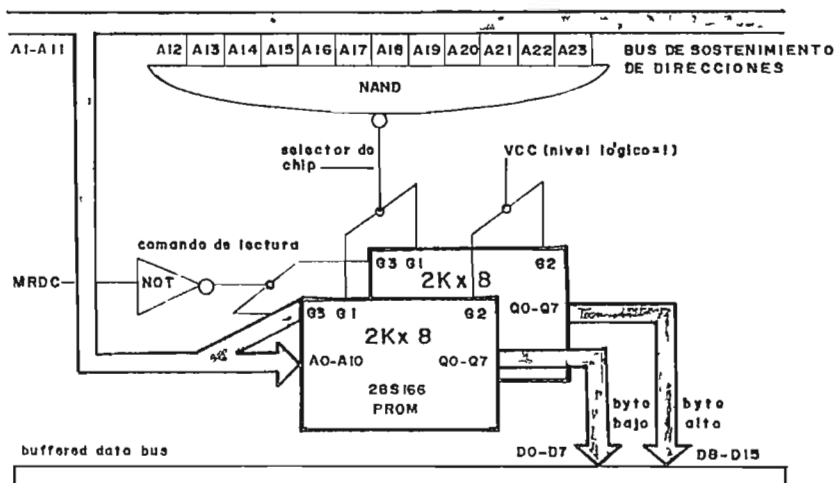 A1-A11
A12 A13 A14 A15 A16 A17 A18 A19 A20 A21 A22 A23
BUS DE SOSTENIMIENTO
DE DIRECCIONES
NAND
selector de
chip
VCC (nivel lógico=1)
comando de lectura
MRDC
NOT
G3 G1
G2
2K x 8
Q0-Q7
G3 G1
G2
2K x 8
A0-A10
Q0-Q7
28S166
PROM
byte
bajo
byte
alto
buffered data bus
D0-D7
D8-D15